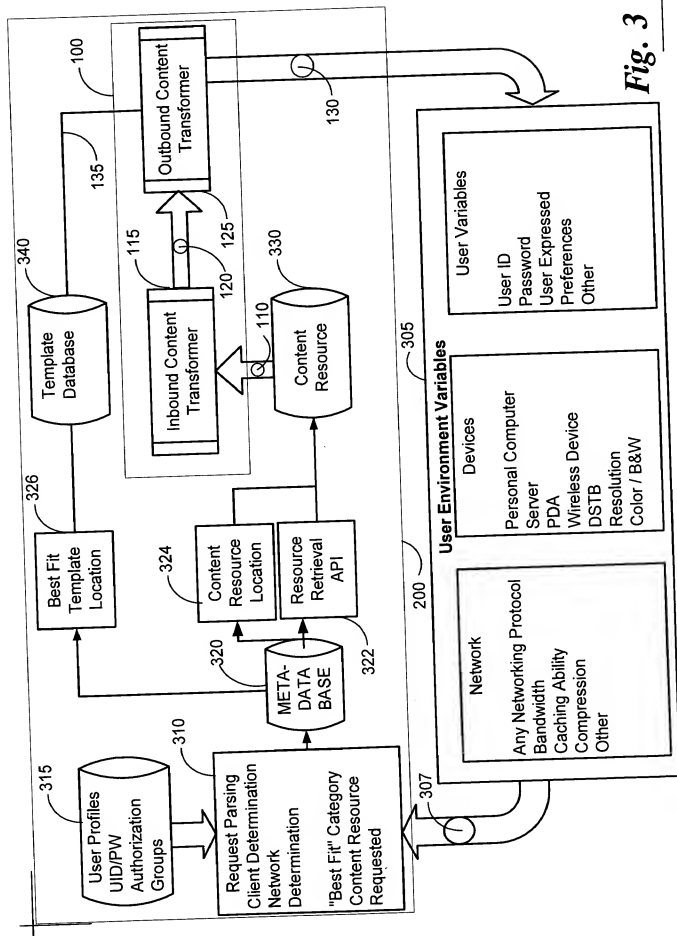 100
135
340
Template
Database
326
Best Fit
Template
Location
Outbound Content
Transformer
130
125
115
120
Inbound Content
Transformer
110
330
Content
Resource
324
Content
Resource
Location
Resource
Retrieval
API
322
320
META-
DATA
BASE
315
User Profiles
UID/PW
Authorization
Groups
310
Request Parsing
Client Determination
Network
Determination
"Best Fit" Category
Content Resource
Requested
307
200
305
User Environment Variables
Network
Any Networking Protocol
Bandwidth
Caching Ability
Compression
Other
Devices
Personal Computer
Server
PDA
Wireless Device
DSTB
Resolution
Color / B&W
User Variables
User ID
Password
User Expressed
Preferences
Other
Fig. 3